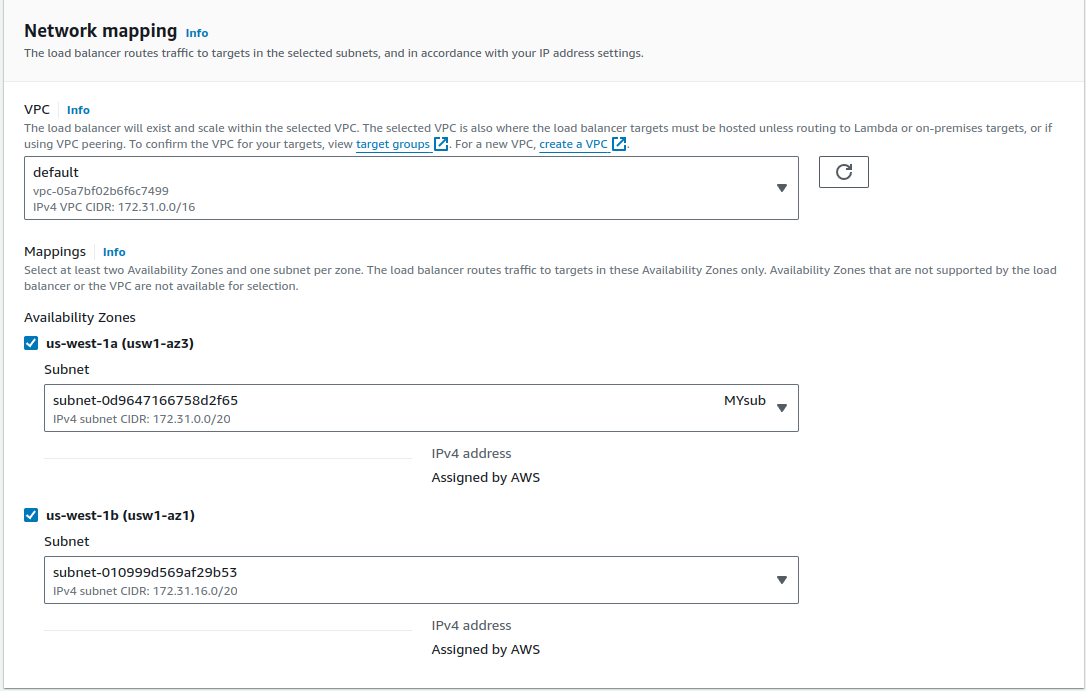 Network mapping Info
The load balancer routes traffic to targets in the selected subnets, and in accordance with your IP address settings.
VPC Info
The load balancer will exist and scale within the selected VPC. The selected VPC is also where the load balancer targets must be hosted unless routing to Lambda or on-premises targets, or if
using VPC peering. To confirm the VPC for your targets, view target groups. For a new VPC, create a VPC.
default
vpc-05a7bf02b6f6c7499
IPv4 VPC CIDR: 172.31.0.0/16
Mappings Info
Select at least two Availability Zones and one subnet per zone. The load balancer routes traffic to targets in these Availability Zones only. Availability Zones that are not supported by the load
balancer or the VPC are not available for selection.
Availability Zones
us-west-1a (usw1-az3)
Subnet
subnet-0d9647166758d2f65 MYsub
IPv4 subnet CIDR: 172.31.0.0/20
IPv4 address
Assigned by AWS
us-west-1b (usw1-az1)
Subnet
subnet-010999d569af29b53
IPv4 subnet CIDR: 172.31.16.0/20
IPv4 address
Assigned by AWS